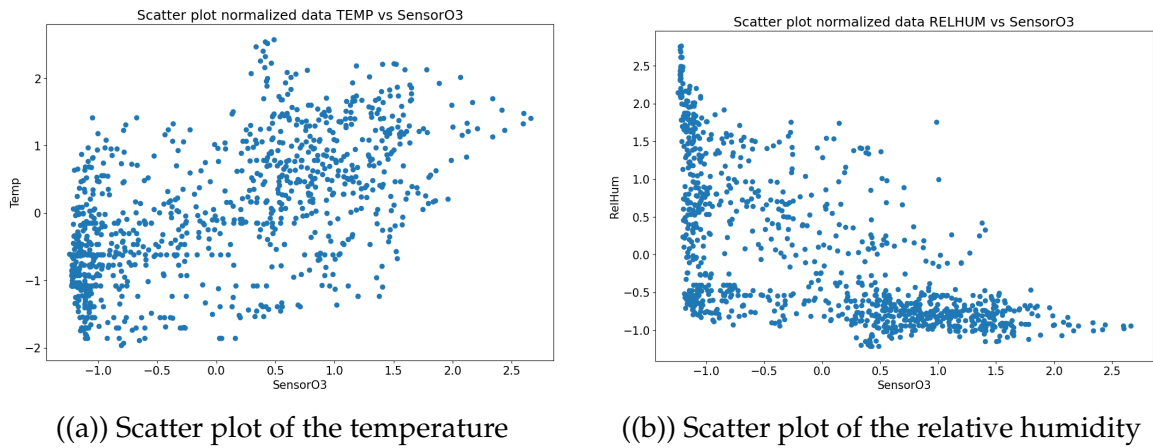 Scatter plot normalized data TEMP vs SensorO3
Temp
2
1
0
−1
−2
−1.0 −0.5 0.0 0.5 1.0 1.5 2.0 2.5
SensorO3
((a)) Scatter plot of the temperature
Scatter plot normalized data RELHUM vs SensorO3
RelHum
2.5
2.0
1.5
1.0
0.5
0.0
−0.5
−1.0
−1.0 −0.5 0.0 0.5 1.0 1.5 2.0 2.5
SensorO3
((b)) Scatter plot of the relative humidity